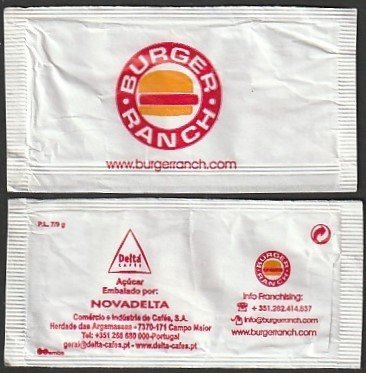 BURGER
RANCH
www.burgerranch.com
P.L. 7/9 g
Delta
CAFÉS
Açúcar
Embalado por:
NOVADELTA
Comércio e Indústria de Cafés, S.A.
Herdade das Argamassas - 7370-171 Campo Maior
Tel: +351 268 680 000-Portugal
geral@delta-cafes.pt - www.delta-cafes.pt
BURGER
RANCH
Info Franchising:
+ 351.262.414.637
info@burgerranch.com
www.burgerranch.com